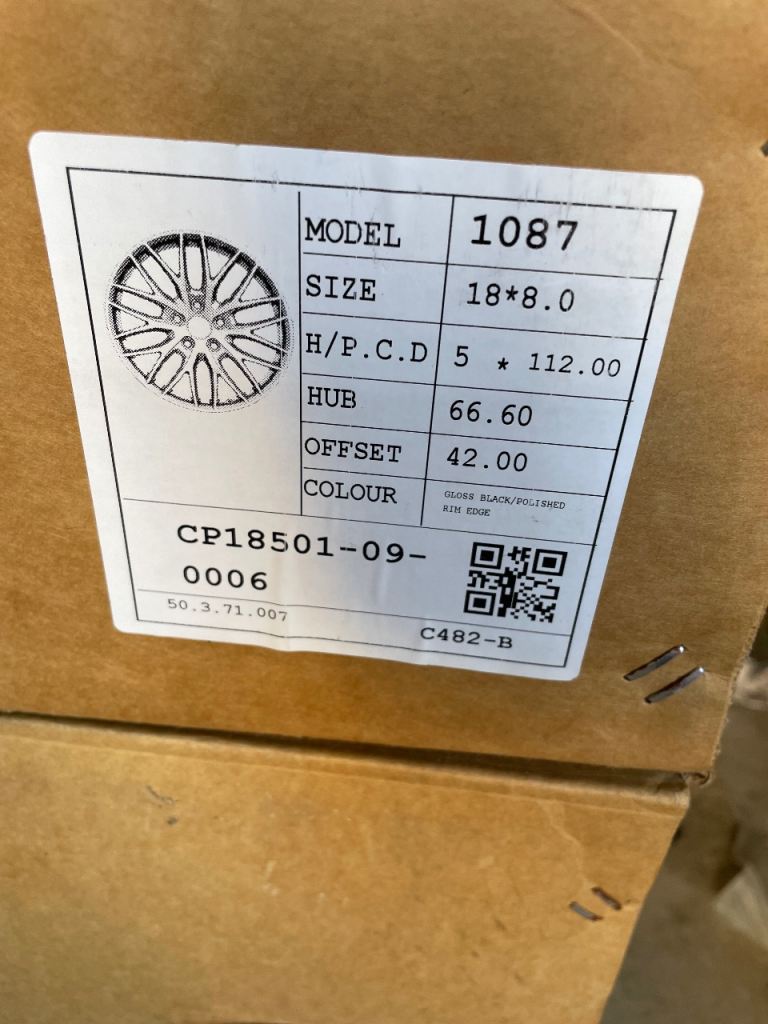 MODEL 1087
SIZE 18*8.0
H/P.C.D 5 * 112.00
HUB 66.60
OFFSET 42.00
COLOUR GLOSS BLACK/POLISHED
RIM EDGE
CP18501-09-
0006
50.3.71.007
C482-B